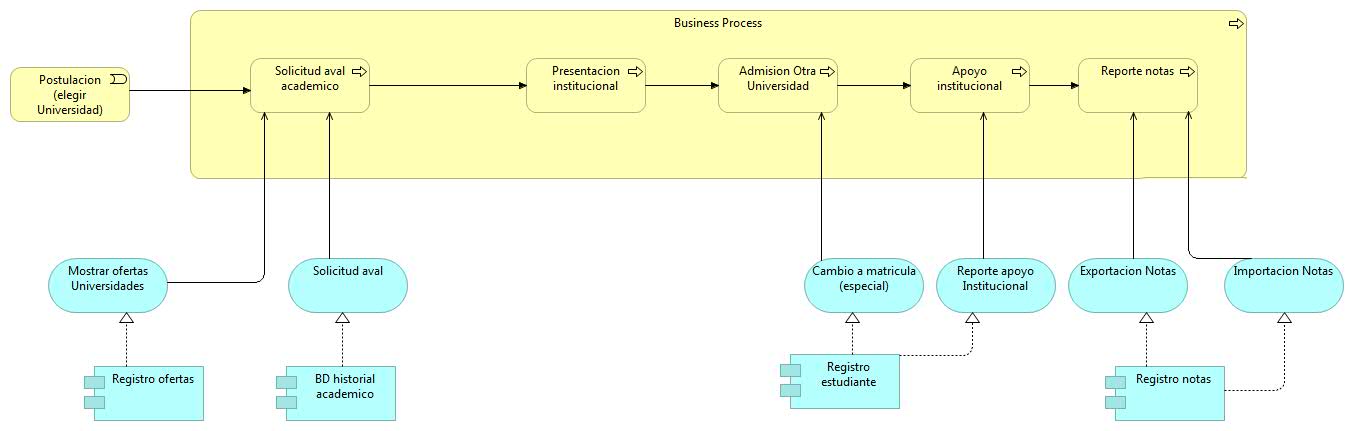 Business Process
Postulacion
(elegir
Universidad)
Solicitud aval
academico
Presentacion
institucional
Admision Otra
Universidad
Apoyo
institucional
Reporte notas
Mostrar ofertas
Universidades
Solicitud aval
Cambio a matricula
(especial)
Reporte apoyo
Institucional
Exportacion Notas
Importacion Notas
Registro ofertas
BD historial
academico
Registro
estudiante
Registro notas